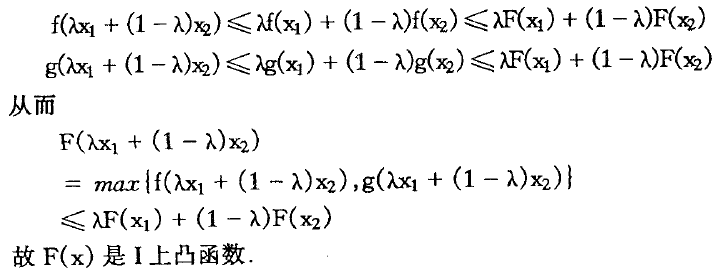 f(λx₁ + (1 - λ)x₂)≤λf(x₁) + (1 - λ)f(x₂)≤λF(x₁) + (1 - λ)F(x₂)
g(λx₁ + (1 - λ)x₂)≤λg(x₁) + (1 - λ)g(x₂)≤λF(x₁) + (1 - λ)F(x₂)
从而
F(λx₁ + (1 - λ)x₂)
= max{f(λx₁ + (1 - λ)x₂),g(λx₁ + (1 - λ)x₂)}
≤λF(x₁) + (1 - λ)F(x₂)
故 F(x) 是 I 上凸函数.